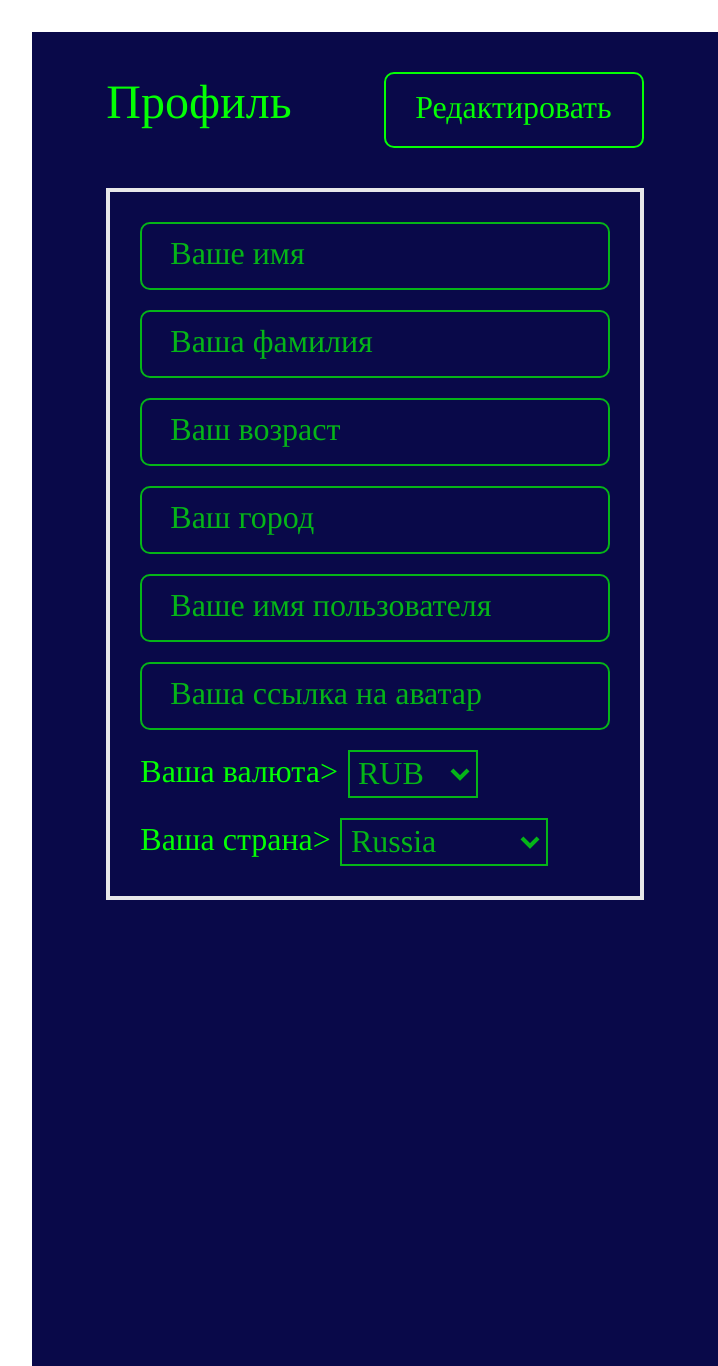 Профиль
Редактировать
Ваше имя
Ваша фамилия
Ваш возраст
Ваш город
Ваше имя пользователя
Ваша ссылка на аватар
Ваша валюта> RUB
Ваша страна> Russia